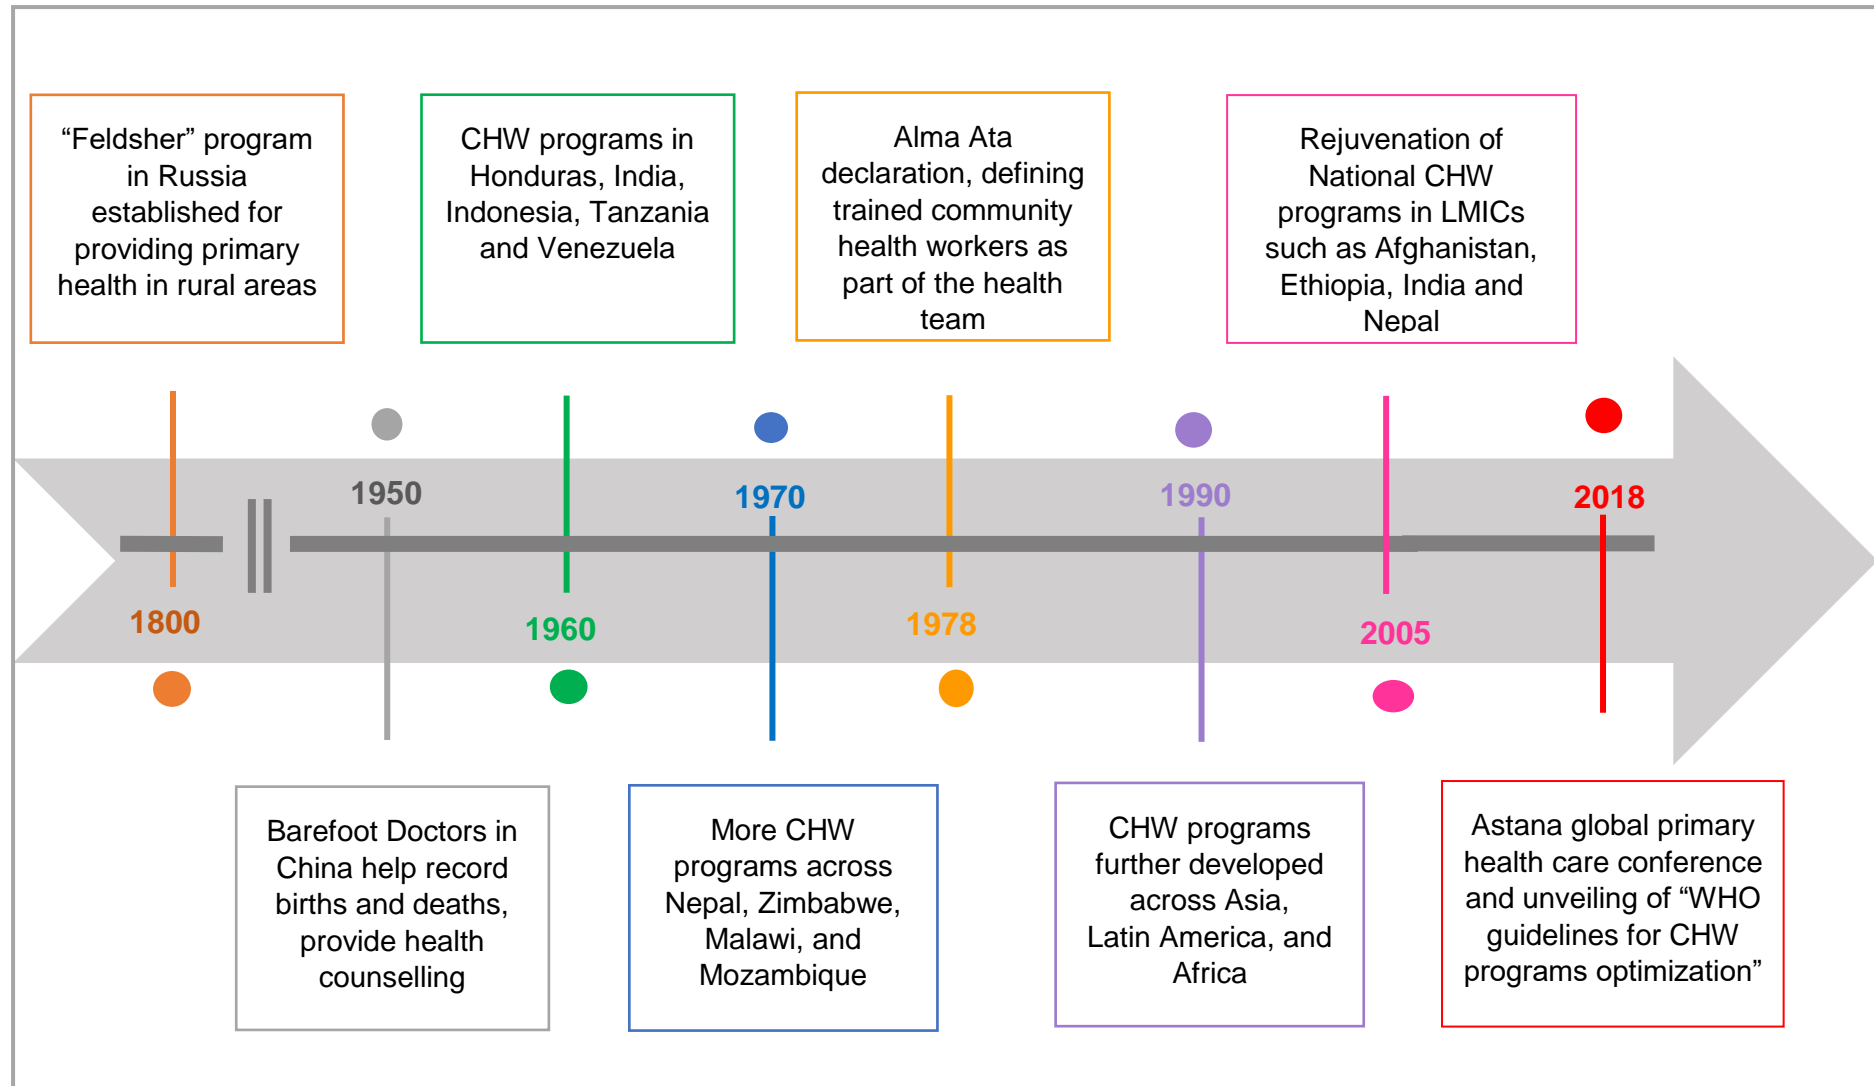 “Feldsher” program
in Russia
established for
providing primary
health in rural areas
CHW programs in
Honduras, India,
Indonesia, Tanzania
and Venezuela
Alma Ata
declaration, defining
trained community
health workers as
part of the health
team
Rejuvenation of
National CHW
programs in LMICs
such as Afghanistan,
Ethiopia, India and
Nepal
1950
1970
1990
2018
1800
1960
1978
2005
Barefoot Doctors in
China help record
births and deaths,
provide health
counselling
More CHW
programs across
Nepal, Zimbabwe,
Malawi, and
Mozambique
CHW programs
further developed
across Asia,
Latin America, and
Africa
Astana global primary
health care conference
and unveiling of “WHO
guidelines for CHW
programs optimization”